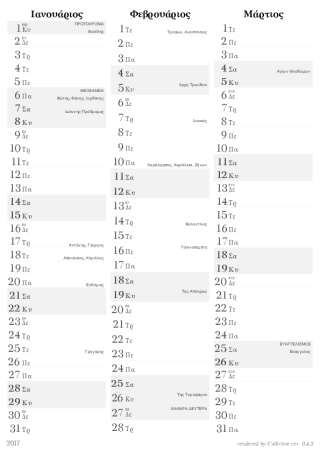 Ιανουάριος
1 Κυ ΠΡΩΤΟΧΡΟΝΙΑ Βασίλης
2 Δε
3 Τρ
4 Τε
5 Πε
6 Πα ΘΕΟΦΑΝΙΑ Φώτης, Φάνης, Ιορδάνης
7 Σα Ιωάννης Πρόδρομος
8 Κυ
9 Δε
10 Τρ
11 Τε
12 Πε
13 Πα
14 Σα
15 Κυ
16 Δε
17 Τρ Αντώνης, Γιώργος
18 Τε Αθανάσιος, Κύριλλος
19 Πε
20 Πα Ευθύμιος
21 Σα
22 Κυ
23 Δε
24 Τρ
25 Τε Γρηγόρης
26 Πε
27 Πα
28 Σα
29 Κυ
30 Δε
31 Τρ
Φεβρουάριος
1 Τε Τρύφων, Αναστάσιος
2 Πε
3 Πα
4 Σα
5 Κυ Αρχή Τριωδίου
6 Δε
7 Τρ
8 Τε
9 Πε
10 Πα Χαράλαμπος, Χαρίκλεια, Ζήνων
11 Σα
12 Κυ
13 Δε
14 Τρ Βαλεντίνος
15 Τε
16 Πε Τσικνοπέμπτη
17 Πα
18 Σα
19 Κυ Της Απόκρεω
20 Δε
21 Τρ
22 Τε
23 Πε
24 Πα
25 Σα
26 Κυ Της Τυροφάγου
27 Δε ΚΑΘΑΡΑ ΔΕΥΤΕΡΑ
28 Τρ
Μάρτιος
1 Τε
2 Πε
3 Πα
4 Σα Αγίων Θεοδώρων
5 Κυ
6 Δε
7 Τρ
8 Τε
9 Πε
10 Πα
11 Σα
12 Κυ
13 Δε
14 Τρ
15 Τε
16 Πε
17 Πα
18 Σα
19 Κυ
20 Δε
21 Τρ
22 Τε
23 Πε
24 Πα
25 Σα ΕΥΑΓΓΕΛΙΣΜΟΣ Βαγγέλης
26 Κυ
27 Δε
28 Τρ
29 Τε
30 Πε
31 Πα
2017
rendered by Calirhoe ver. 0.4.3